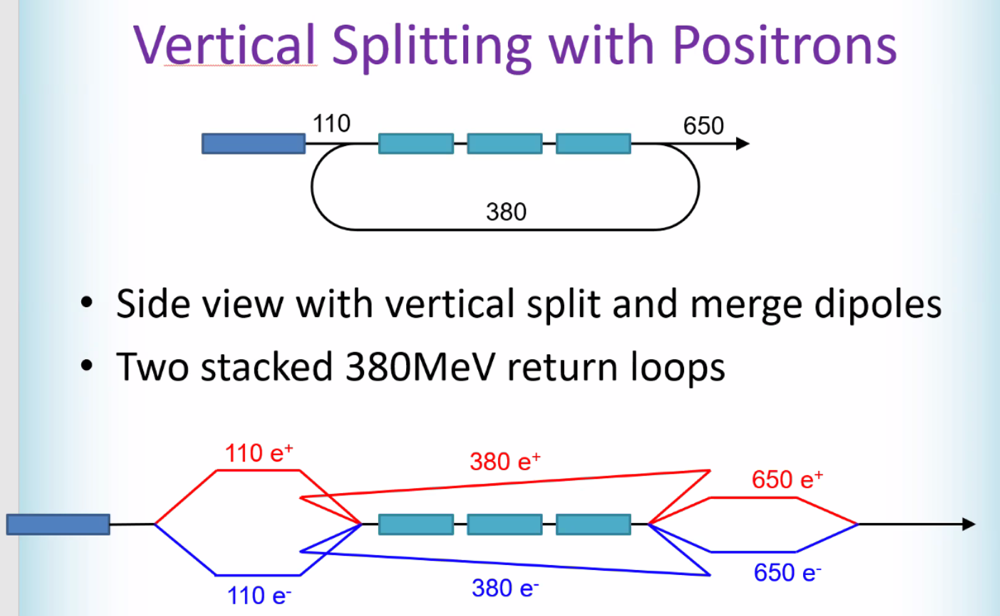 Vertical Splitting with Positrons
110
650
380
• Side view with vertical split and merge dipoles
• Two stacked 380MeV return loops
110 e⁺
380 e⁺
650 e⁺
110 e⁻
380 e⁻
650 e⁻